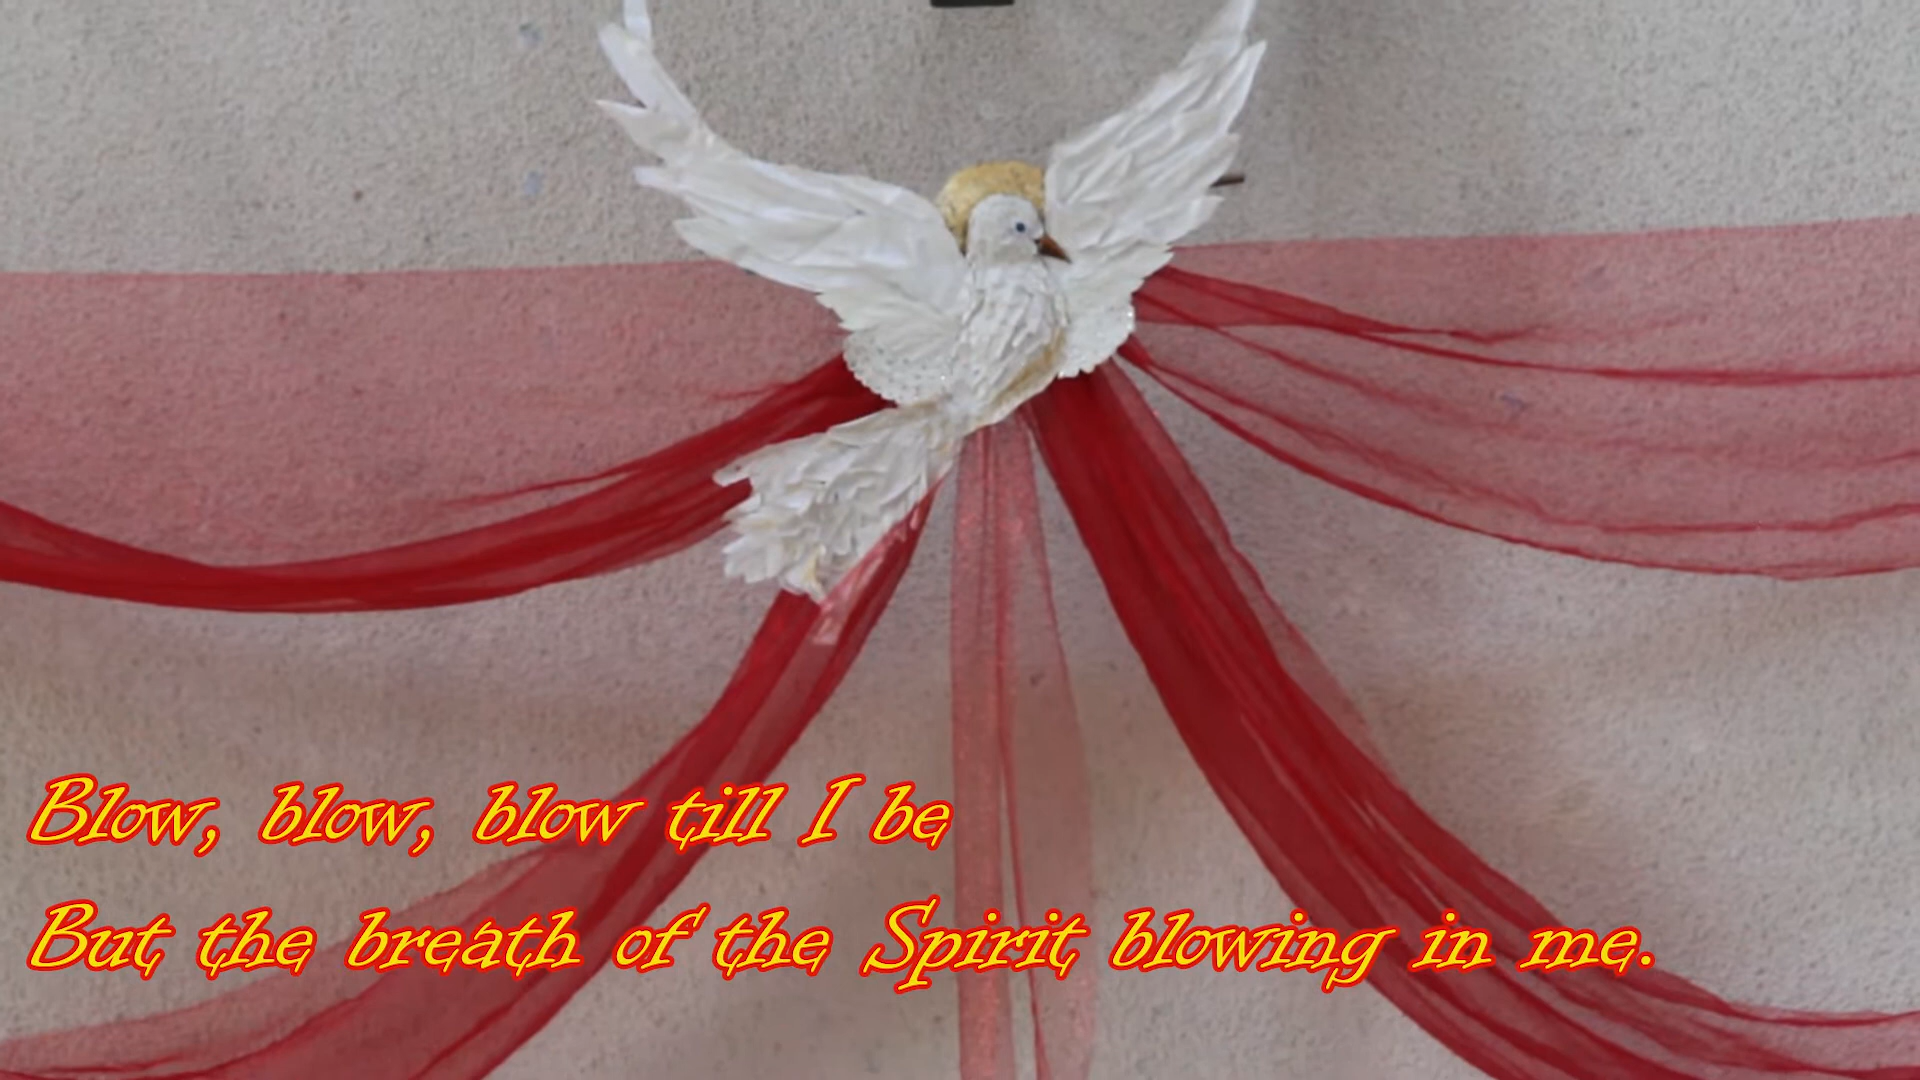 Blow, blow, blow till I be
But the breath of the Spirit blowing in me.